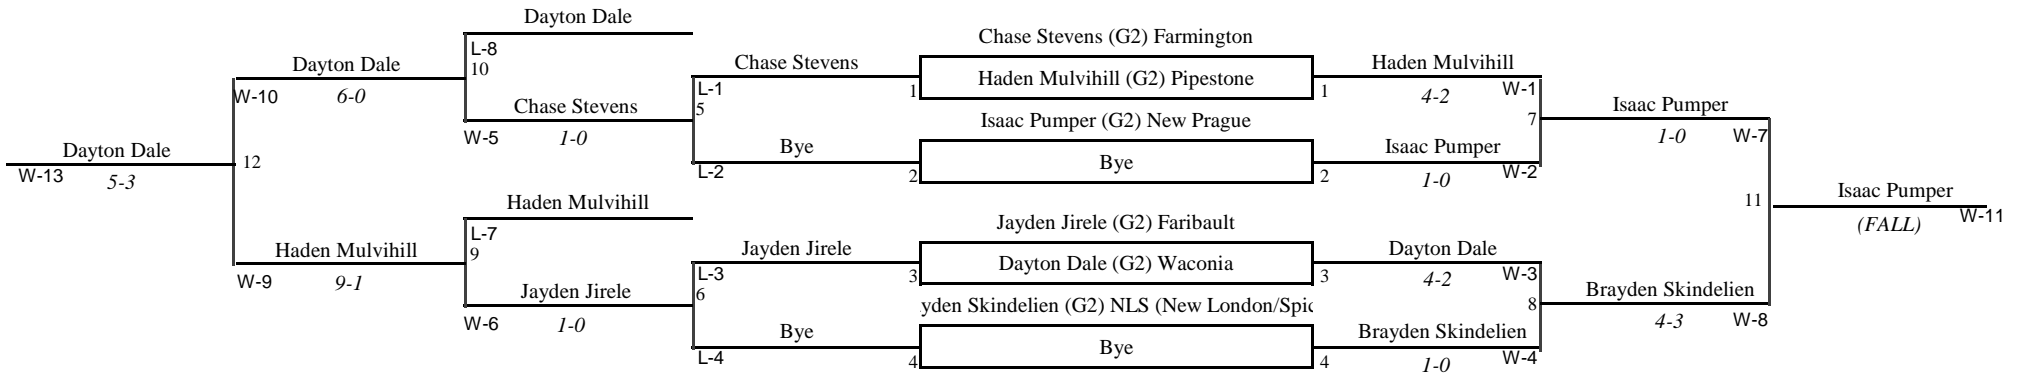 Dayton Dale
L-8
10
Dayton Dale
W-10
6-0
Chase Stevens
W-5
1-0
Dayton Dale
W-13
5-3
12
Haden Mulvihill
L-7
9
Haden Mulvihill
W-9
9-1
Jayden Jirele
W-6
1-0
Chase Stevens
L-1
5
1
Bye
L-2
2
Jayden Jirele
L-3
6
3
Bye
L-4
4
Chase Stevens (G2) Farmington
Haden Mulvihill (G2) Pipestone
Isaac Pumper (G2) New Prague
Bye
Jayden Jirele (G2) Faribault
Dayton Dale (G2) Waconia
yden Skindelien (G2) NLS (New London/Spic
Bye
Haden Mulvihill
1
4-2
W-1
7
Isaac Pumper
2
1-0
W-2
Dayton Dale
3
4-2
W-3
8
Brayden Skindelien
4
1-0
W-4
Isaac Pumper
1-0
W-7
11
Brayden Skindelien
4-3
W-8
Isaac Pumper
(FALL)
W-11